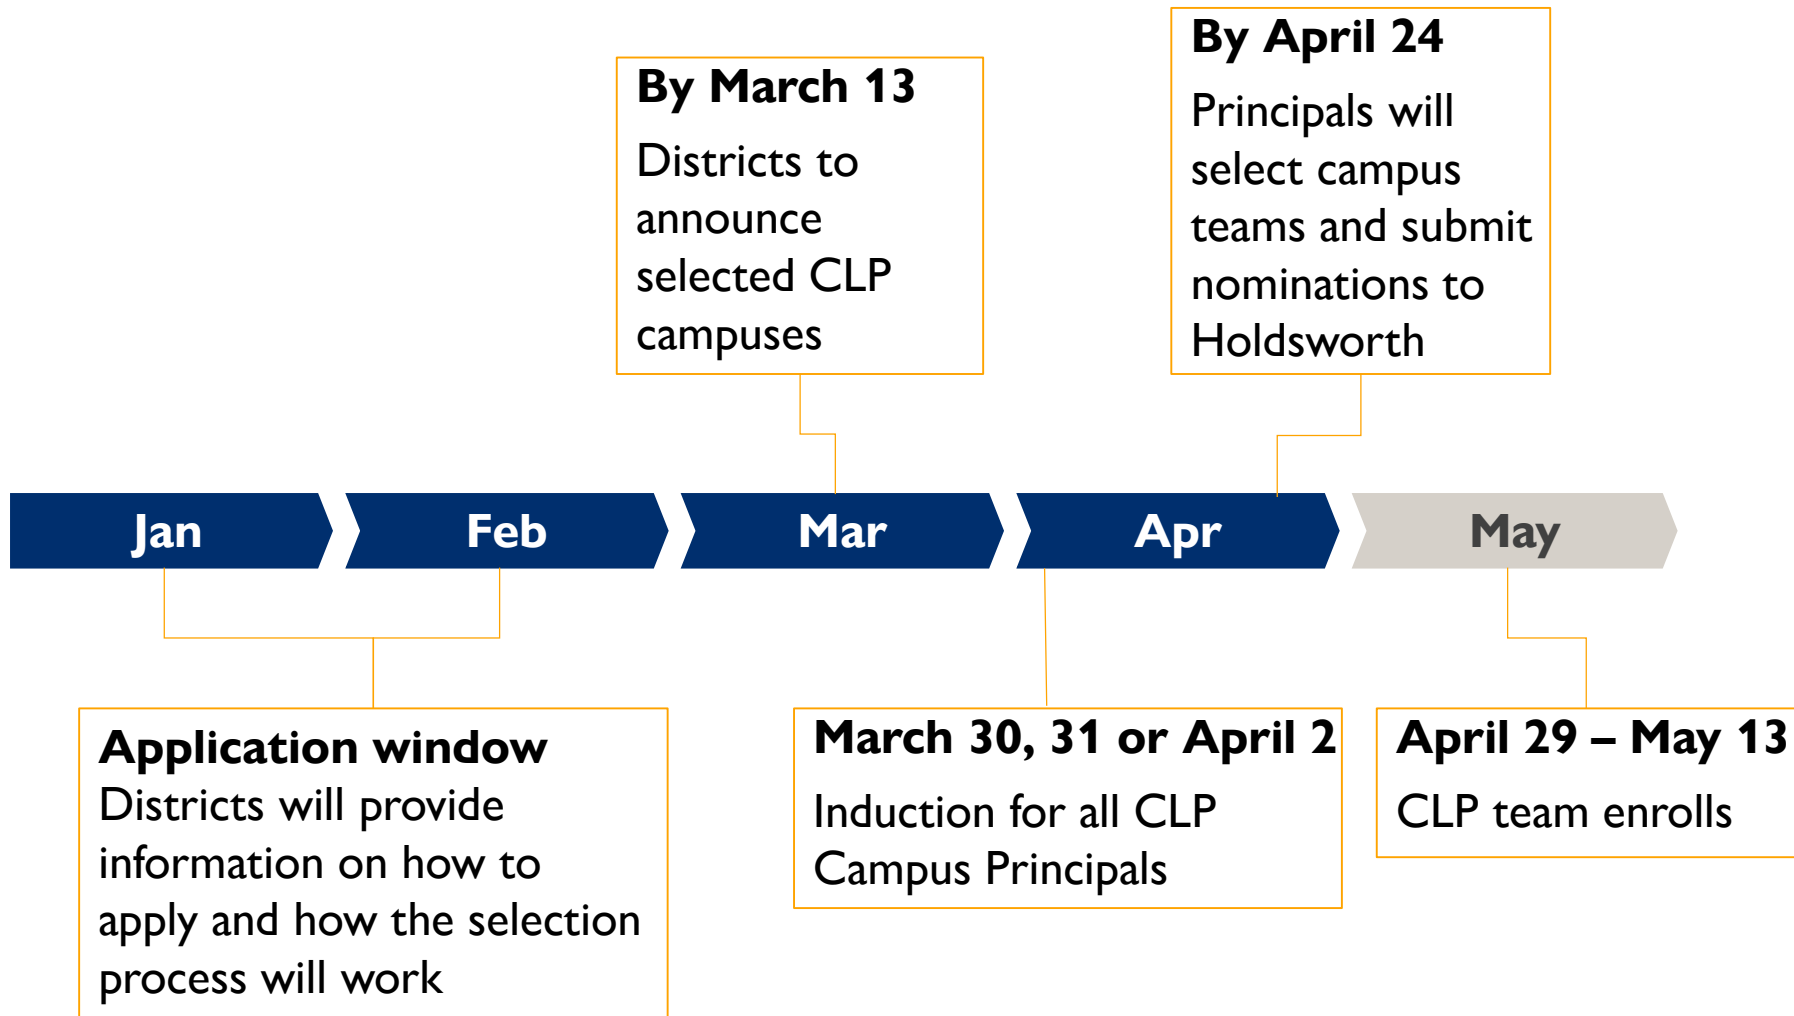 By March 13
Districts to
announce
selected CLP
campuses
By April 24
Principals will
select campus
teams and submit
nominations to
Holdsworth
Jan
Feb
Mar
Apr
May
Application window
Districts will provide
information on how to
apply and how the selection
process will work
March 30, 31 or April 2
Induction for all CLP
Campus Principals
April 29 – May 13
CLP team enrolls